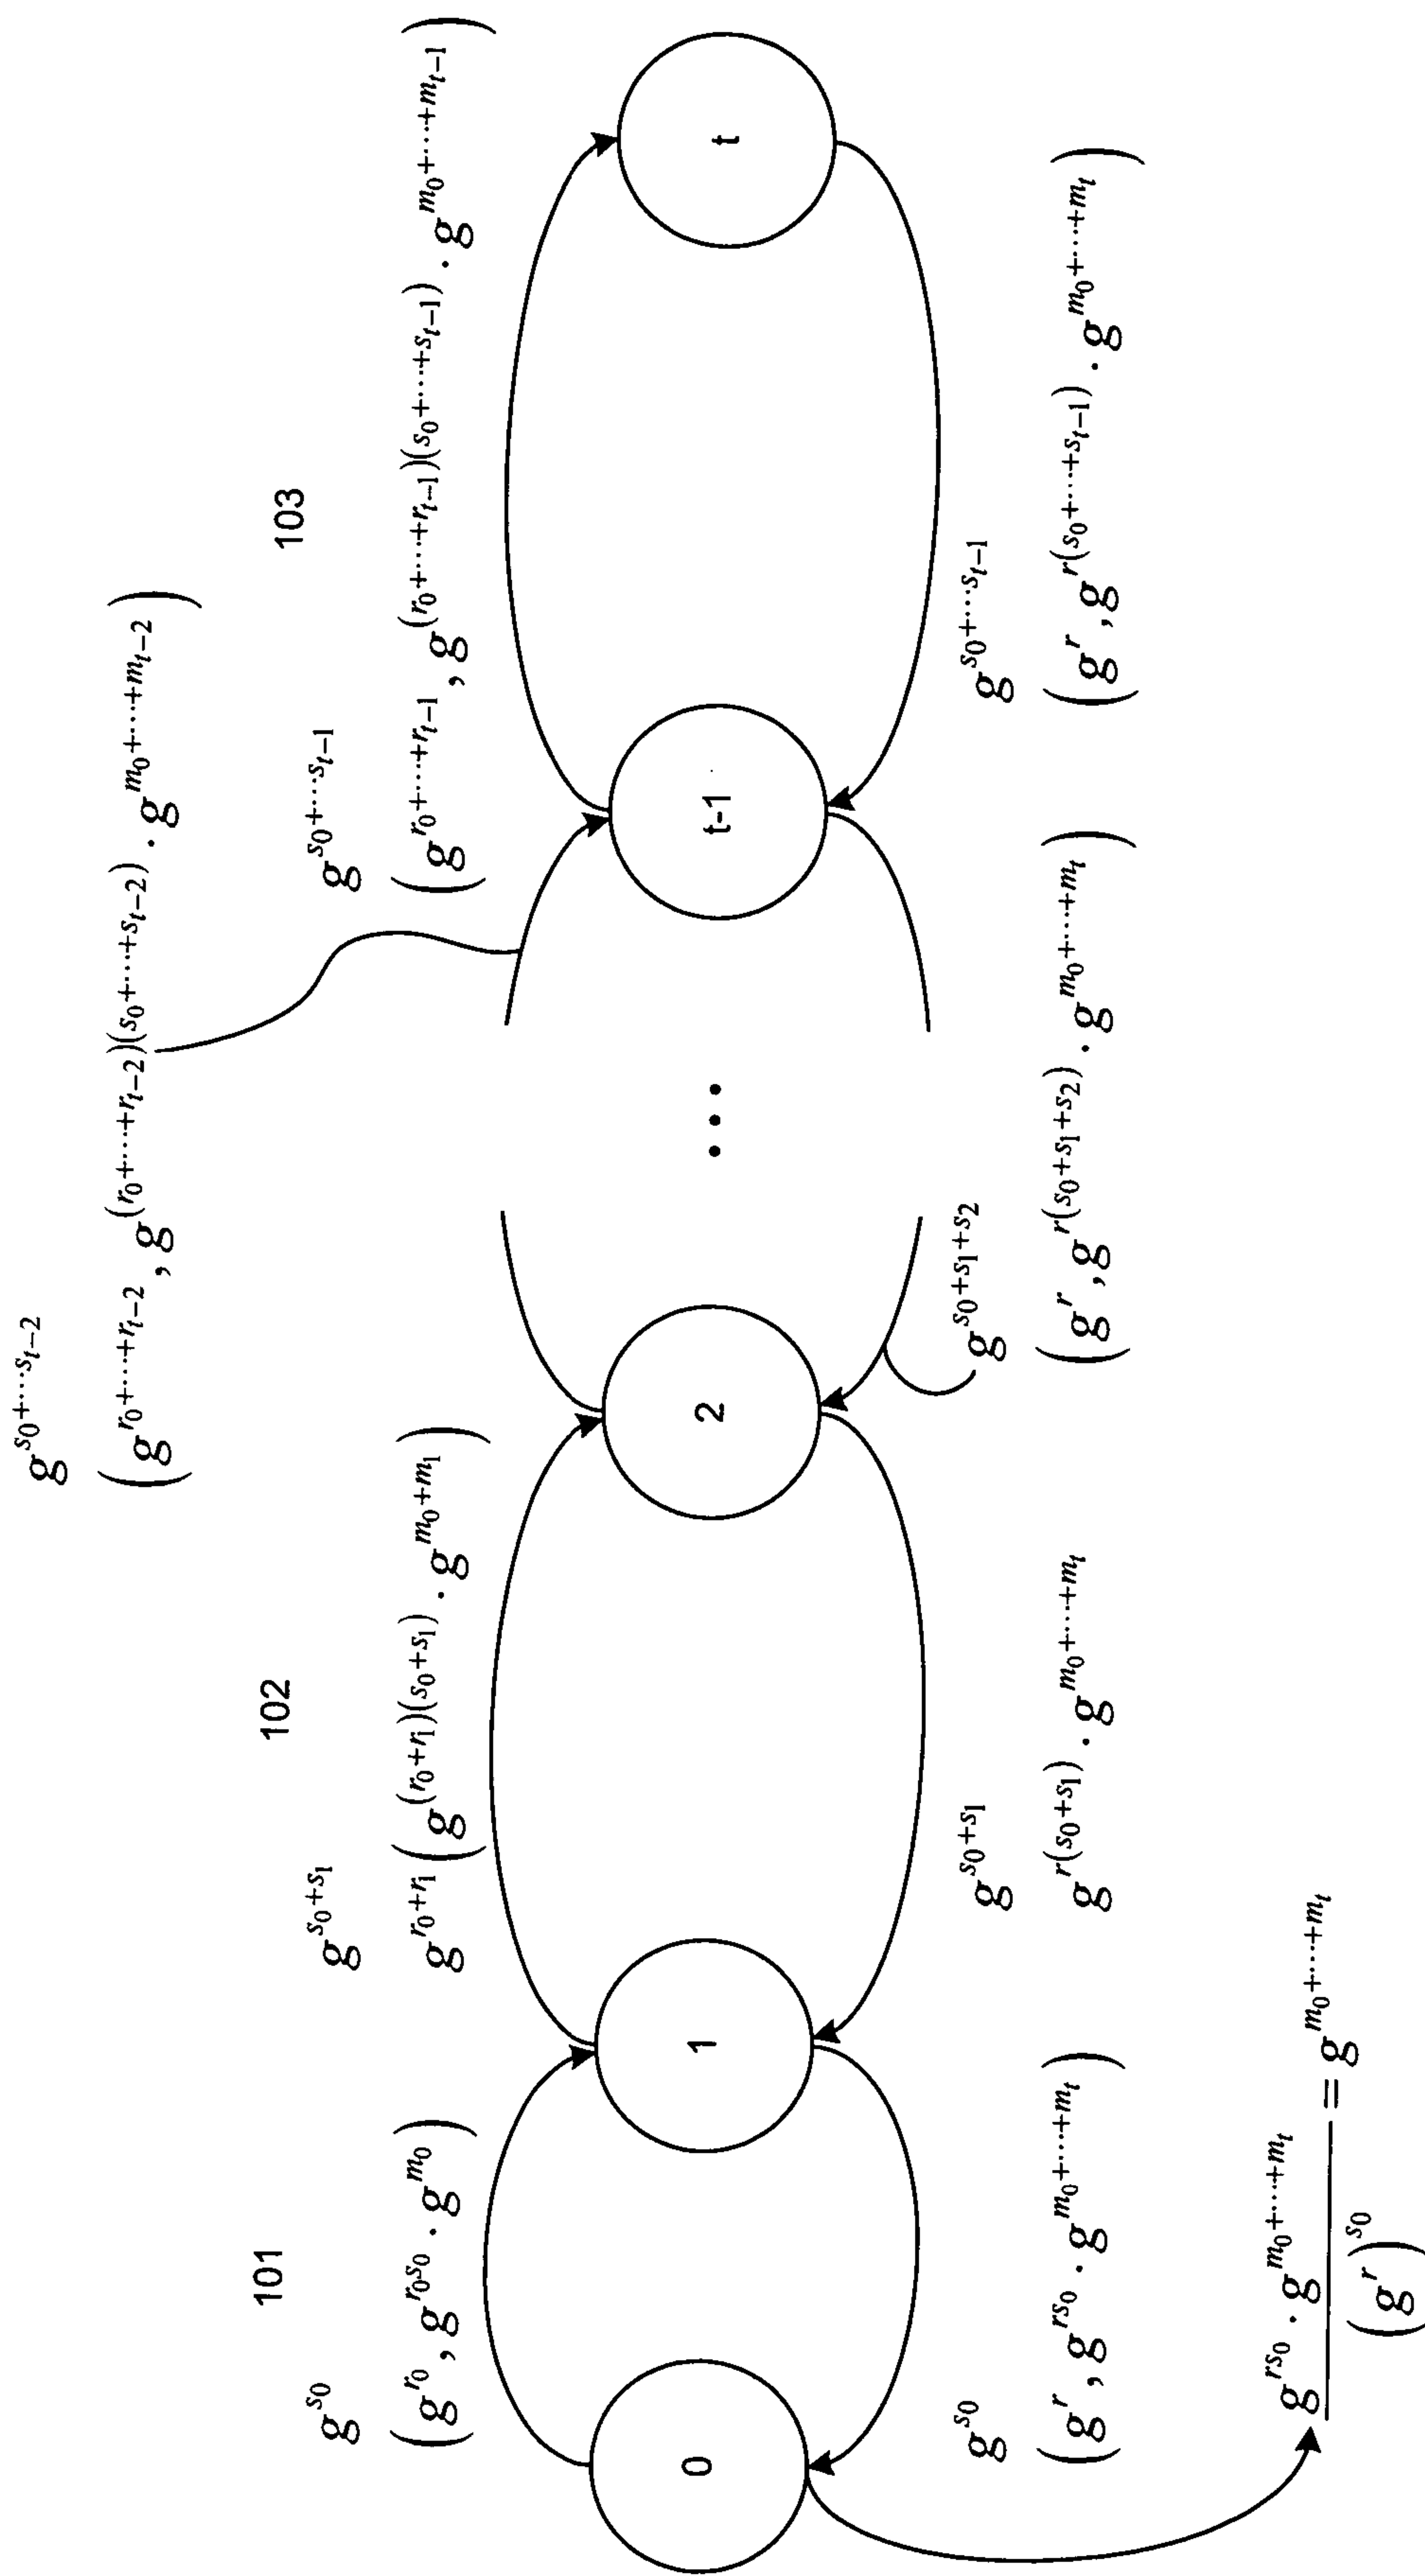 g^{s_0+⋯s_{t-2}}
(g^{r_0+⋯+r_{t-2}}, g^{(r_0+⋯+r_{t-2})(s_0+⋯+s_{t-2})} · g^{m_0+⋯+m_{t-2}})
101
102
103
g^{s_0}
(g^{r_0}, g^{r_0s_0} · g^{m_0})
g^{s_0+s_1}
g^{r_0+r_1} (g^{(r_0+r_1)(s_0+s_1)} · g^{m_0+m_1})
g^{s_0+⋯s_{t-1}}
(g^{r_0+⋯+r_{t-1}}, g^{(r_0+⋯+r_{t-1})(s_0+⋯+s_{t-1})} · g^{m_0+⋯+m_{t-1}})
0
1
2
⋯
t-1
t
g^{s_0}
(g^r, g^{rs_0} · g^{m_0+⋯+m_t})
g^{s_0+s_1}
g^{r(s_0+s_1)} · g^{m_0+⋯+m_t}
g^{s_0+s_1+s_2}
(g^r, g^{r(s_0+s_1+s_2)} · g^{m_0+⋯+m_t})
g^{s_0+⋯s_{t-1}}
(g^r, g^{r(s_0+⋯+s_{t-1})} · g^{m_0+⋯+m_t})
g^{rs_0} · g^{m_0+⋯+m_t}
= g^{m_0+⋯+m_t}
(g^r)^{s_0}